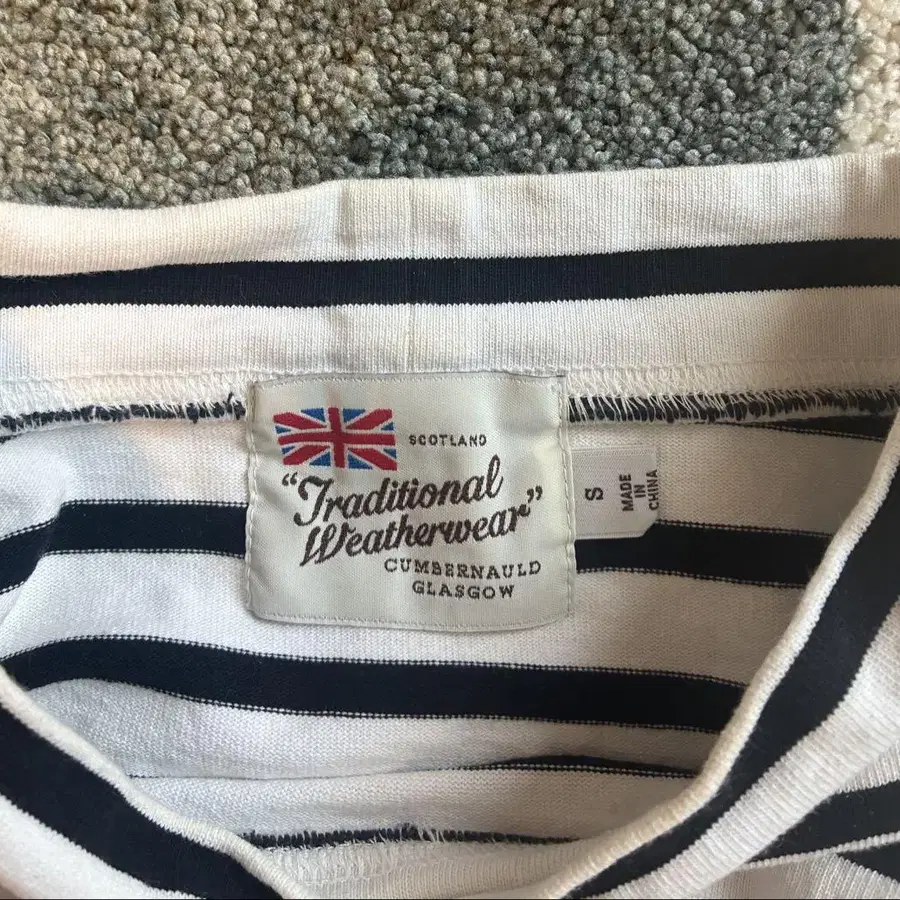 SCOTLAND
"Traditional
Weatherwear"
CUMBERNAULD
GLASGOW
S
MADE
IN
CHINA